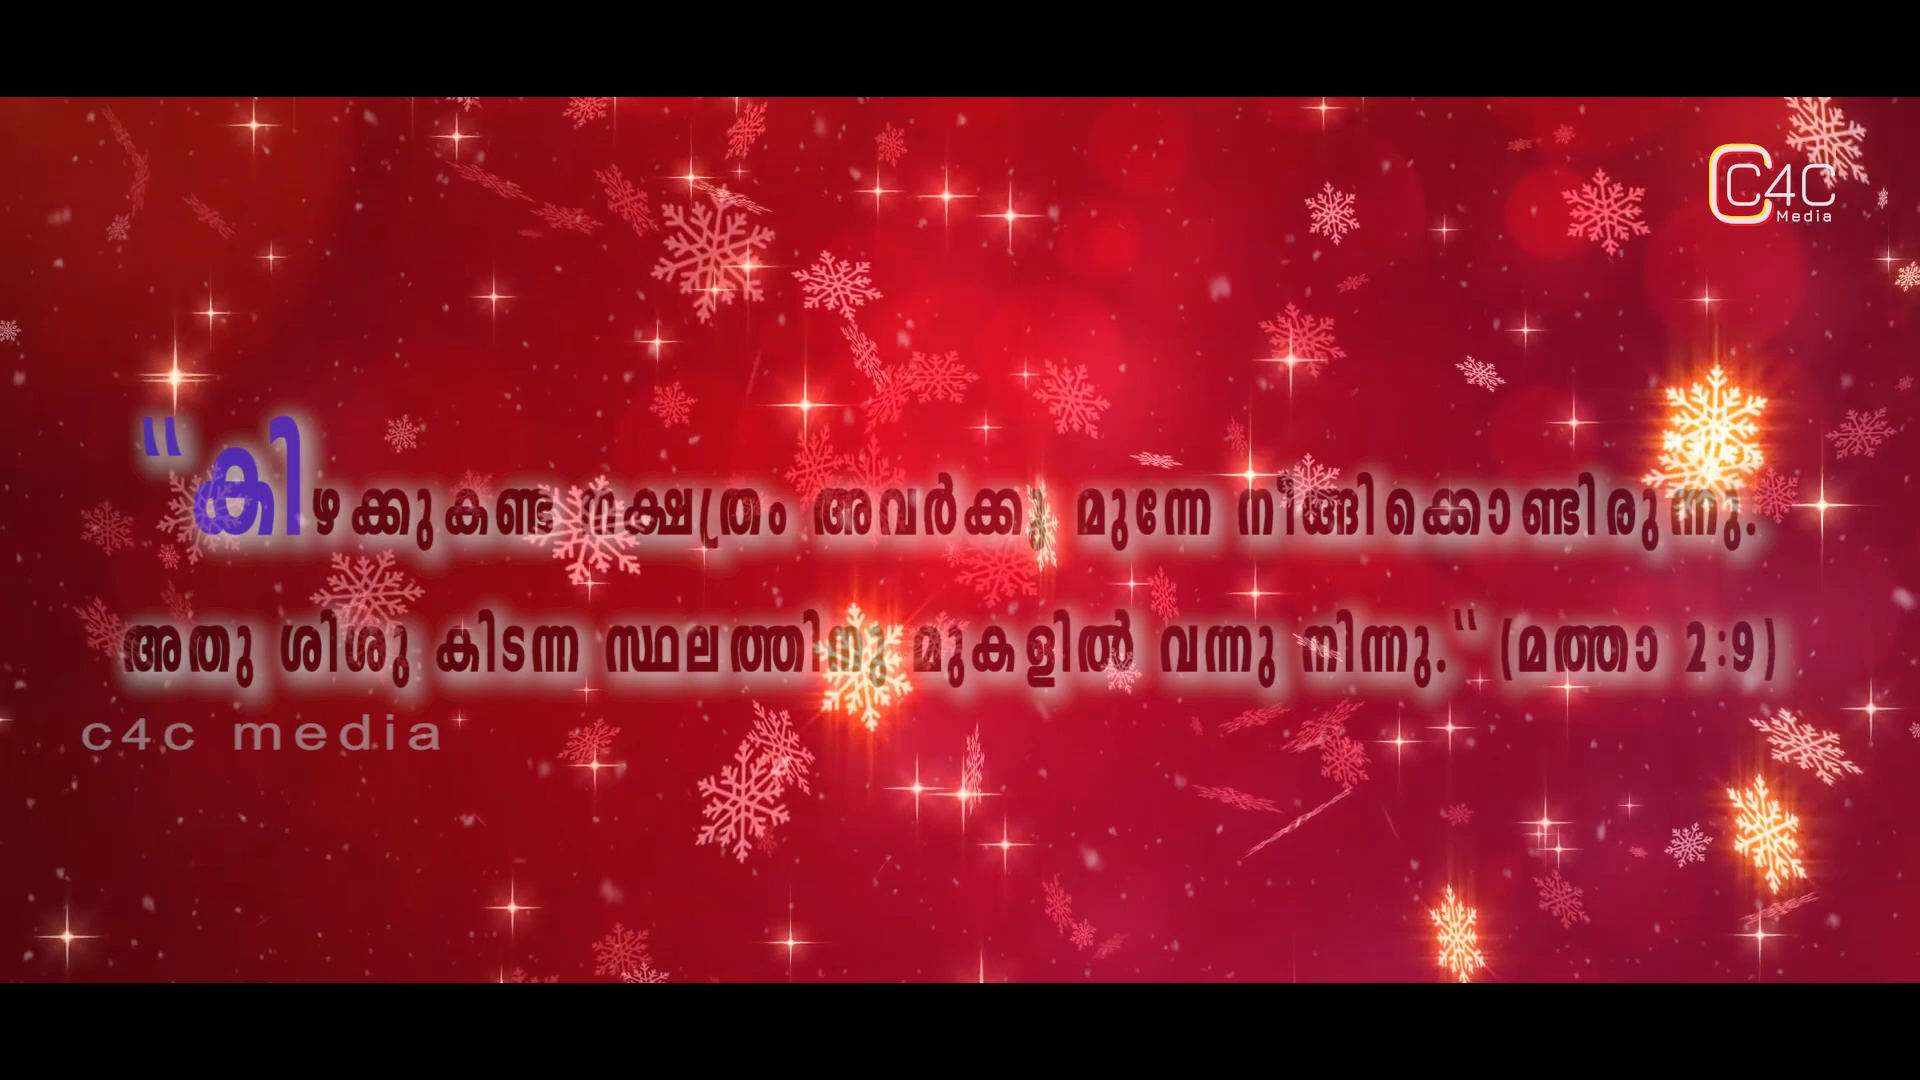 C4C
Media
"കിഴക്കുകണ്ട നക്ഷത്രം അവർക്കു മുന്നേ നീങ്ങിക്കൊണ്ടിരുന്നു.
അതു ശിശു കിടന്ന സ്ഥലത്തിനു മുകളിൽ വന്നു നിന്നു." (മത്താ 2:9)
c4c media